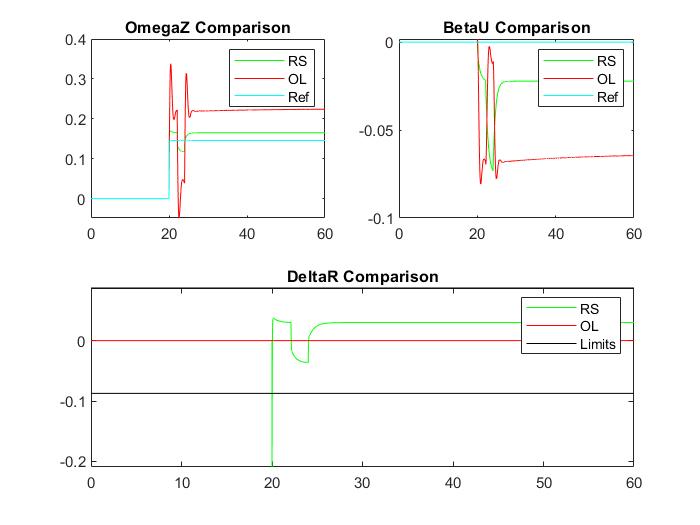 OmegaZ Comparison
0.4
0.3
0.2
0.1
0
0 20 40 60
RS
OL
Ref
BetaU Comparison
0
-0.05
-0.1
0 20 40 60
RS
OL
Ref
DeltaR Comparison
0
-0.1
-0.2
0 10 20 30 40 50 60
RS
OL
Limits